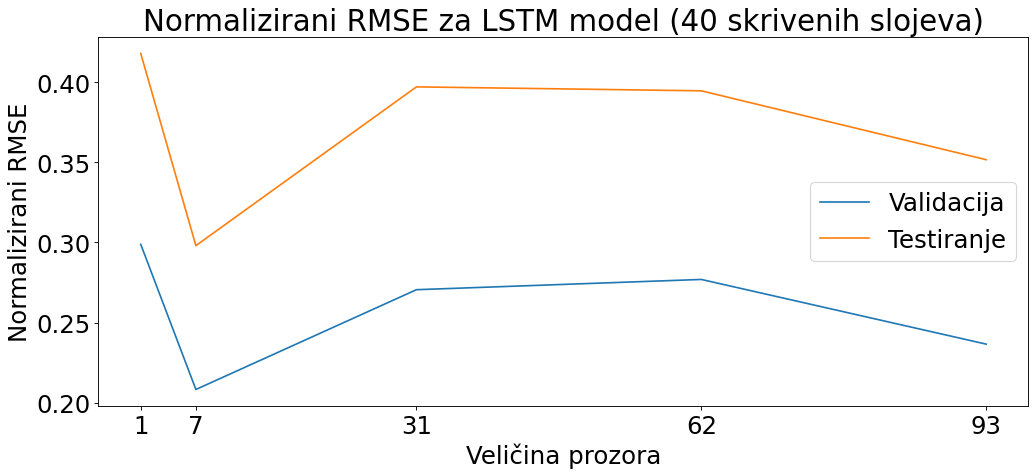 Normalizirani RMSE za LSTM model (40 skrivenih slojeva)
Normalizirani RMSE
0.40
0.35
0.30
0.25
0.20
Validacija
Testiranje
1 7 31 62 93
Veličina prozora